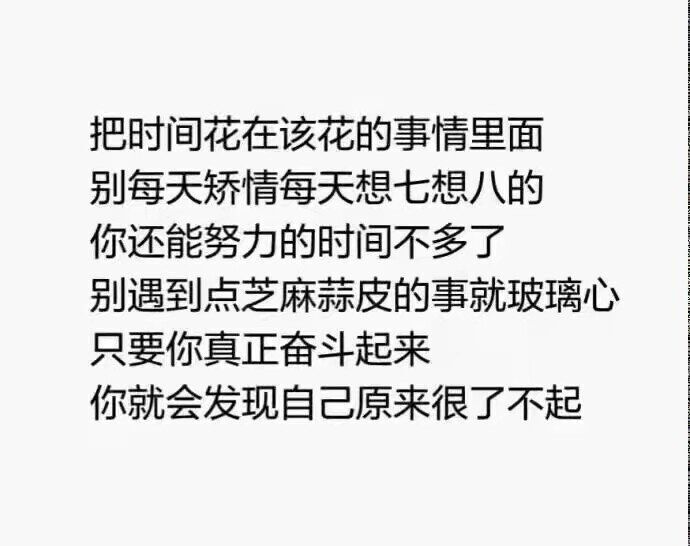 把时间花在该花的事情里面
别每天矫情每天想七想八的
你还能努力的时间不多了
别遇到点芝麻蒜皮的事就玻璃心
只要你真正奋斗起来
你就会发现自己原来很了不起